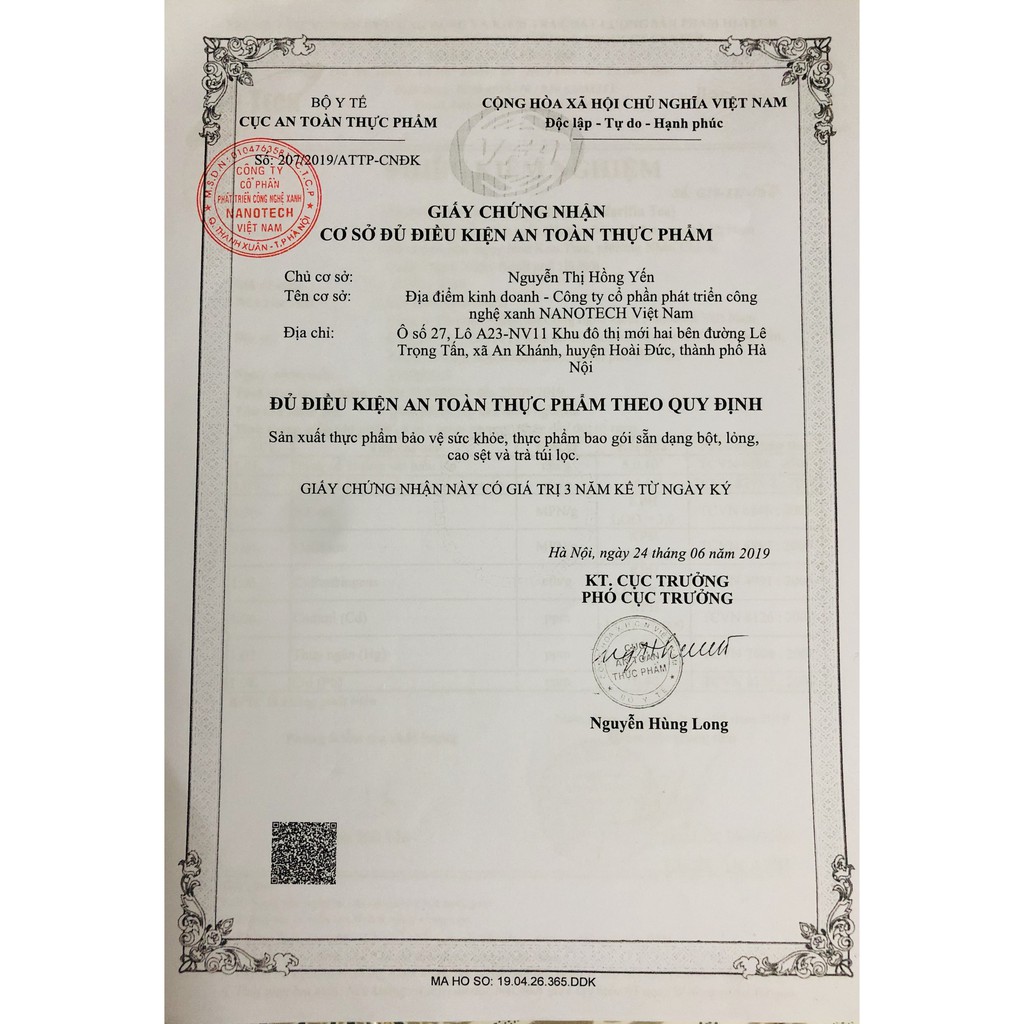 BỘ Y TẾ
CỤC AN TOÀN THỰC PHẨM
CỘNG HÒA XÃ HỘI CHỦ NGHĨA VIỆT NAM
Độc lập - Tự do - Hạnh phúc
Số: 207/2019/ATTP-CNĐK
M.S.D.N: 010476358
C.T.C.P
CÔNG TY
CỔ PHẦN
PHÁT TRIỂN CÔNG NGHỆ XANH
NANOTECH
VIỆT NAM
Q. THANH XUÂN - T.P HÀ NỘI
GIẤY CHỨNG NHẬN
CƠ SỞ ĐỦ ĐIỀU KIỆN AN TOÀN THỰC PHẨM
Chủ cơ sở: Nguyễn Thị Hồng Yến
Tên cơ sở: Địa điểm kinh doanh - Công ty cổ phần phát triển công
nghệ xanh NANOTECH Việt Nam
Địa chỉ: Ô số 27, Lô A23-NV11 Khu đô thị mới hai bên đường Lê
Trọng Tấn, xã An Khánh, huyện Hoài Đức, thành phố Hà
Nội
ĐỦ ĐIỀU KIỆN AN TOÀN THỰC PHẨM THEO QUY ĐỊNH
Sản xuất thực phẩm bảo vệ sức khỏe, thực phẩm bao gói sẵn dạng bột, lỏng,
cao sệt và trà túi lọc.
GIẤY CHỨNG NHẬN NÀY CÓ GIÁ TRỊ 3 NĂM KỂ TỪ NGÀY KÝ
Hà Nội, ngày 24 tháng 06 năm 2019
KT. CỤC TRƯỞNG
PHÓ CỤC TRƯỞNG
CỤC
AN TOÀN
THỰC PHẨM
Nguyễn Hùng Long
MA HO SO: 19.04.26.365.DDK